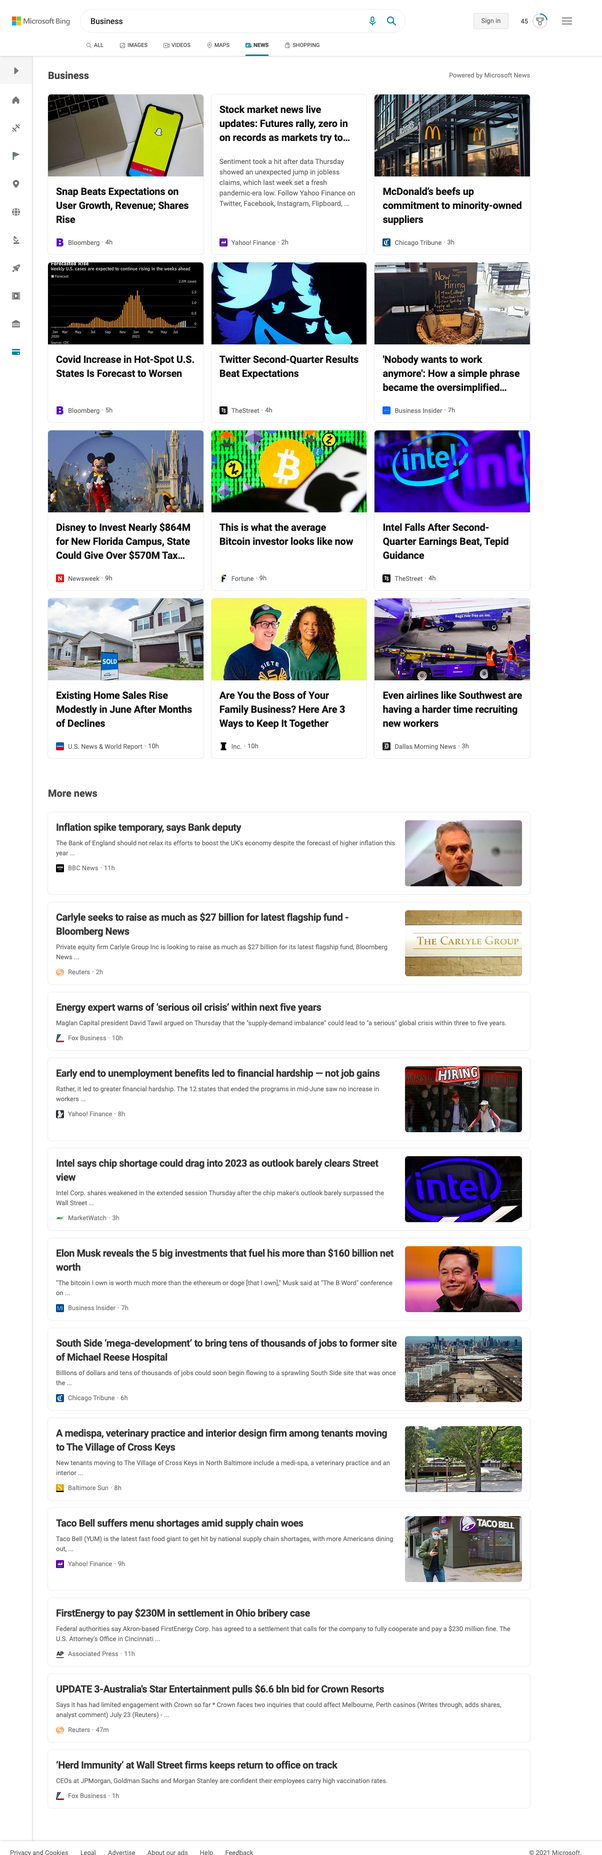 Microsoft Bing
Business
Sign in
45
ALL
IMAGES
VIDEOS
MAPS
NEWS
SHOPPING
Business
Powered by Microsoft News
Snap Beats Expectations on
User Growth, Revenue; Shares
Rise
Bloomberg · 4h
Stock market news live
updates: Futures rally, zero in
on records as markets try to...
Sentiment took a hit after data Thursday
showed an unexpected jump in jobless
claims, which last week set a fresh
pandemic-era low. Follow Yahoo Finance on
Twitter, Facebook, Instagram, Flipboard, ...
Yahoo! Finance · 2h
McDonald's beefs up
commitment to minority-owned
suppliers
Chicago Tribune · 3h
Forecasted Rise
Weekly U.S. cases are expected to continue rising in the weeks ahead
Covid Increase in Hot-Spot U.S.
States Is Forecast to Worsen
Bloomberg · 5h
Twitter Second-Quarter Results
Beat Expectations
TheStreet · 4h
Now
Hiring
'Nobody wants to work
anymore': How a simple phrase
became the oversimplified...
Business Insider · 7h
Disney to Invest Nearly $864M
for New Florida Campus, State
Could Give Over $570M Tax...
Newsweek · 9h
This is what the average
Bitcoin investor looks like now
Fortune · 9h
intel
int
Intel Falls After Second-
Quarter Earnings Beat, Tepid
Guidance
TheStreet · 4h
SOLD
Existing Home Sales Rise
Modestly in June After Months
of Declines
U.S. News & World Report · 10h
SIETE
Are You the Boss of Your
Family Business? Here Are 3
Ways to Keep It Together
Inc. · 10h
Bags ride free on us.
Even airlines like Southwest are
having a harder time recruiting
new workers
Dallas Morning News · 3h
More news
Inflation spike temporary, says Bank deputy
The Bank of England should not relax its efforts to boost the UK's economy despite the forecast of higher inflation this
year ...
BBC News · 11h
Carlyle seeks to raise as much as $27 billion for latest flagship fund -
Bloomberg News
Private equity firm Carlyle Group Inc is looking to raise as much as $27 billion for its latest flagship fund, Bloomberg
News ...
Reuters · 2h
THE CARLYLE GROUP
Energy expert warns of ‘serious oil crisis’ within next five years
Maglan Capital president David Tawil argued on Thursday that the "supply-demand imbalance" could lead to "a serious" global crisis within three to five years.
Fox Business · 10h
Early end to unemployment benefits led to financial hardship — not job gains
Rather, it led to greater financial hardship. The 12 states that ended the programs in mid-June saw no increase in
workers ...
Yahoo! Finance · 8h
HIRING
Intel says chip shortage could drag into 2023 as outlook barely clears Street
view
Intel Corp. shares weakened in the extended session Thursday after the chip maker's outlook barely surpassed the
Wall Street ...
MarketWatch · 3h
intel
Elon Musk reveals the 5 big investments that fuel his more than $160 billion net
worth
"The bitcoin I own is worth much more than the ethereum or doge [that I own]," Musk said at "The B Word" conference
on ...
Business Insider · 7h
South Side ‘mega-development’ to bring tens of thousands of jobs to former site
of Michael Reese Hospital
Billions of dollars and tens of thousands of jobs could soon begin flowing to a sprawling South Side site that was once
the ...
Chicago Tribune · 6h
A medispa, veterinary practice and interior design firm among tenants moving
to The Village of Cross Keys
New tenants moving to The Village of Cross Keys in North Baltimore include a medi-spa, a veterinary practice and an
interior ...
Baltimore Sun · 8h
Taco Bell suffers menu shortages amid supply chain woes
Taco Bell (YUM) is the latest fast food giant to get hit by national supply chain shortages, with more Americans dining
out, ...
Yahoo! Finance · 9h
TACO BELL
FirstEnergy to pay $230M in settlement in Ohio bribery case
Federal authorities say Akron-based FirstEnergy Corp. has agreed to a settlement that calls for the company to fully cooperate and pay a $230 million fine. The
U.S. Attorney's Office in Cincinnati ...
AP
Associated Press · 11h
UPDATE 3-Australia's Star Entertainment pulls $6.6 bln bid for Crown Resorts
Says it has had limited engagement with Crown so far * Crown faces two inquiries that could affect Melbourne, Perth casinos (Writes through, adds shares,
analyst comment) July 23 (Reuters) - ...
Reuters · 47m
‘Herd Immunity’ at Wall Street firms keeps return to office on track
CEOs at JPMorgan, Goldman Sachs and Morgan Stanley are confident their employees carry high vaccination rates.
Fox Business · 1h
Privacy and Cookies
Legal
Advertise
About our ads
Help
Feedback
© 2021 Microsoft